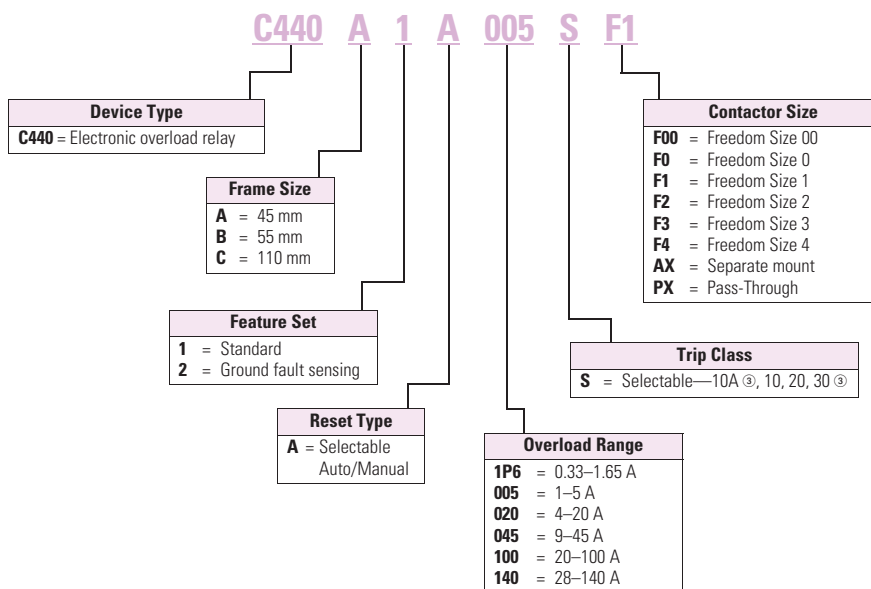 C440 A 1 A 005 S F1
Device Type
C440 = Electronic overload relay
Frame Size
A = 45 mm
B = 55 mm
C = 110 mm
Feature Set
1 = Standard
2 = Ground fault sensing
Reset Type
A = Selectable
Auto/Manual
Overload Range
1P6 = 0.33–1.65 A
005 = 1–5 A
020 = 4–20 A
045 = 9–45 A
100 = 20–100 A
140 = 28–140 A
Trip Class
S = Selectable—10A ③, 10, 20, 30 ③
Contactor Size
F00 = Freedom Size 00
F0 = Freedom Size 0
F1 = Freedom Size 1
F2 = Freedom Size 2
F3 = Freedom Size 3
F4 = Freedom Size 4
AX = Separate mount
PX = Pass-Through